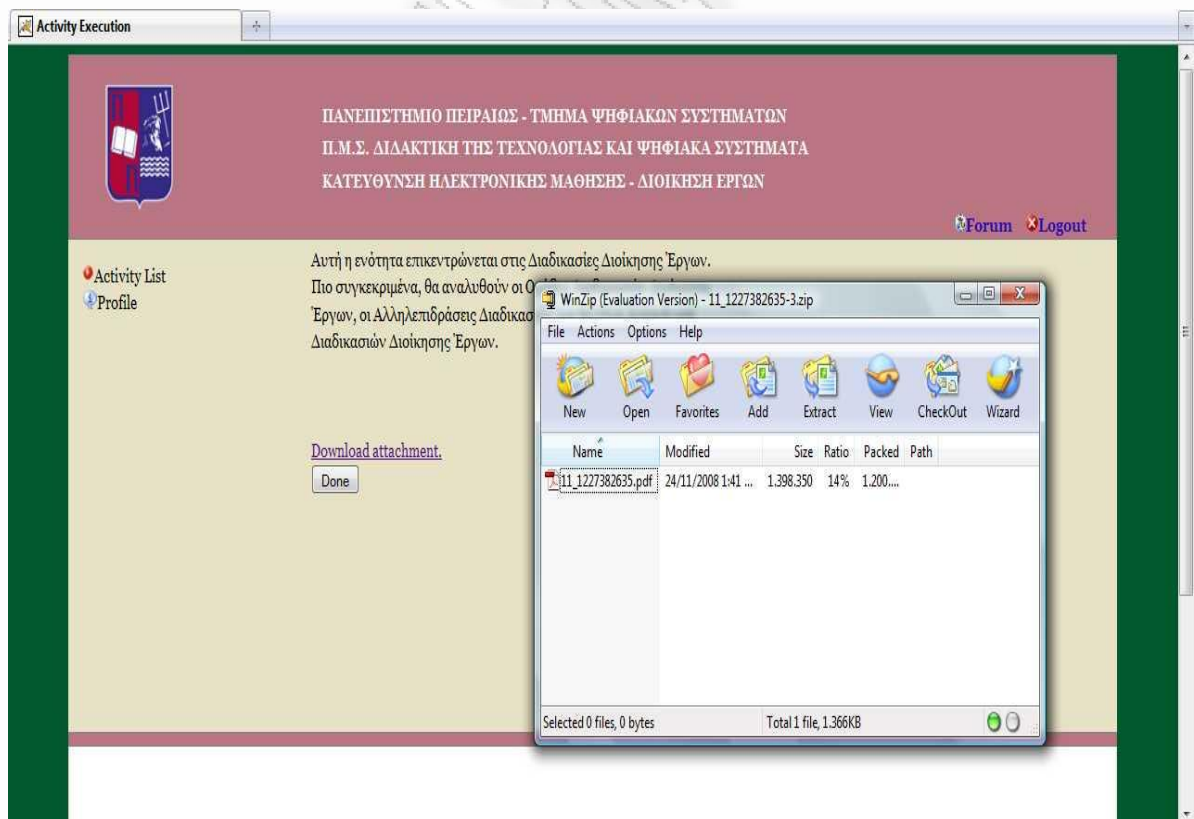 Activity Execution
ΠΑΝΕΠΙΣΤΗΜΙΟ ΠΕΙΡΑΙΩΣ - ΤΜΗΜΑ ΨΗΦΙΑΚΩΝ ΣΥΣΤΗΜΑΤΩΝ
Π.Μ.Σ. ΔΙΔΑΚΤΙΚΗ ΤΗΣ ΤΕΧΝΟΛΟΓΙΑΣ ΚΑΙ ΨΗΦΙΑΚΑ ΣΥΣΤΗΜΑΤΑ
ΚΑΤΕΥΘΥΝΣΗ ΗΛΕΚΤΡΟΝΙΚΗΣ ΜΑΘΗΣΗΣ - ΔΙΟΙΚΗΣΗ ΕΡΓΩΝ
Forum Logout
Activity List
Profile
Αυτή η ενότητα επικεντρώνεται στις Διαδικασίες Διοίκησης Έργων.
Πιο συγκεκριμένα, θα αναλυθούν οι
Έργων, οι Αλληλεπιδράσεις
Διαδικασιών Διοίκησης Έργων.
Download attachment.
Done
WinZip (Evaluation Version) - 11_1227382635-3.zip
File Actions Options Help
New Open Favorites Add Extract View CheckOut Wizard
Name Modified Size Ratio Packed Path
11_1227382635.pdf 24/11/2008 1:41 ... 1.398.350 14% 1.200....
Selected 0 files, 0 bytes Total 1 file, 1.366KB